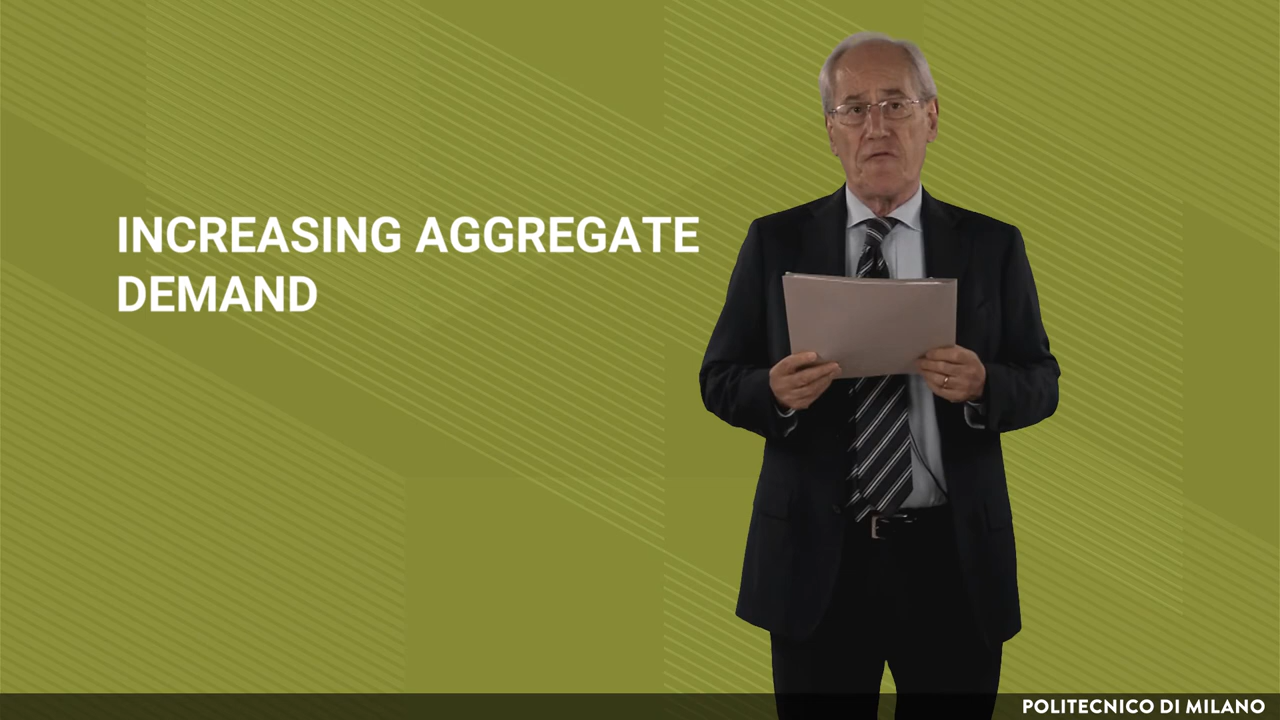 INCREASING AGGREGATE
DEMAND
POLITECNICO DI MILANO